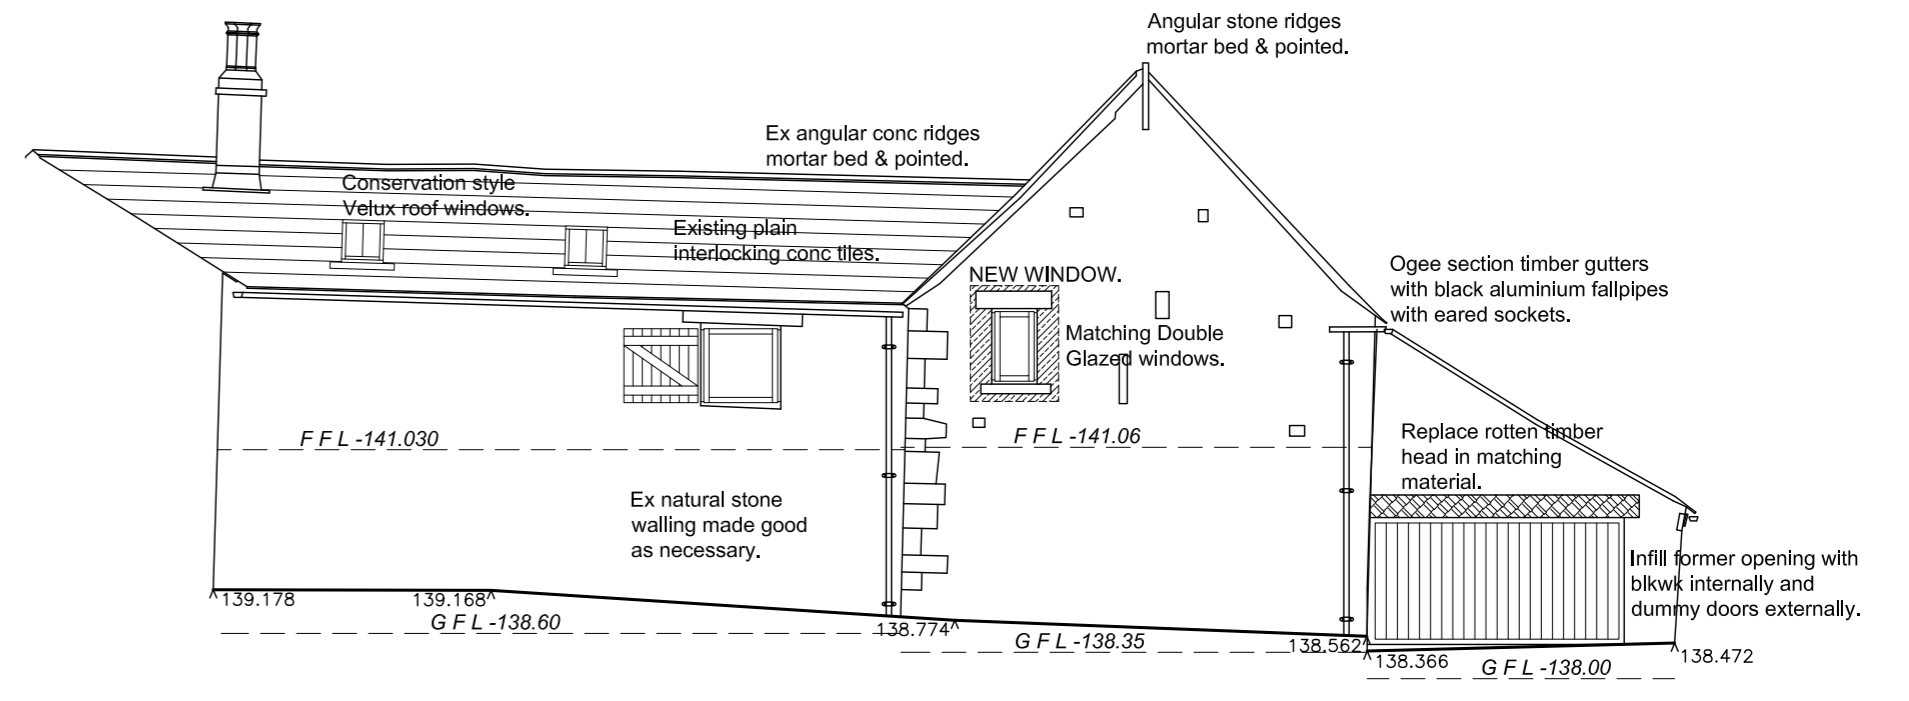 Angular stone ridges
mortar bed & pointed.
Ex angular conc ridges
mortar bed & pointed.
Conservation style
Velux roof windows.
Existing plain
interlocking conc tiles.
NEW WINDOW.
Matching Double
Glazed windows.
Ogee section timber gutters
with black aluminium fallpipes
with eared sockets.
F F L -141.030
F F L -141.06
Replace rotten timber
head in matching
material.
Ex natural stone
walling made good
as necessary.
Infill former opening with
blkwk internally and
dummy doors externally.
139.178
139.168
G F L -138.60
138.774
G F L -138.35
138.562
138.366
G F L -138.00
138.472